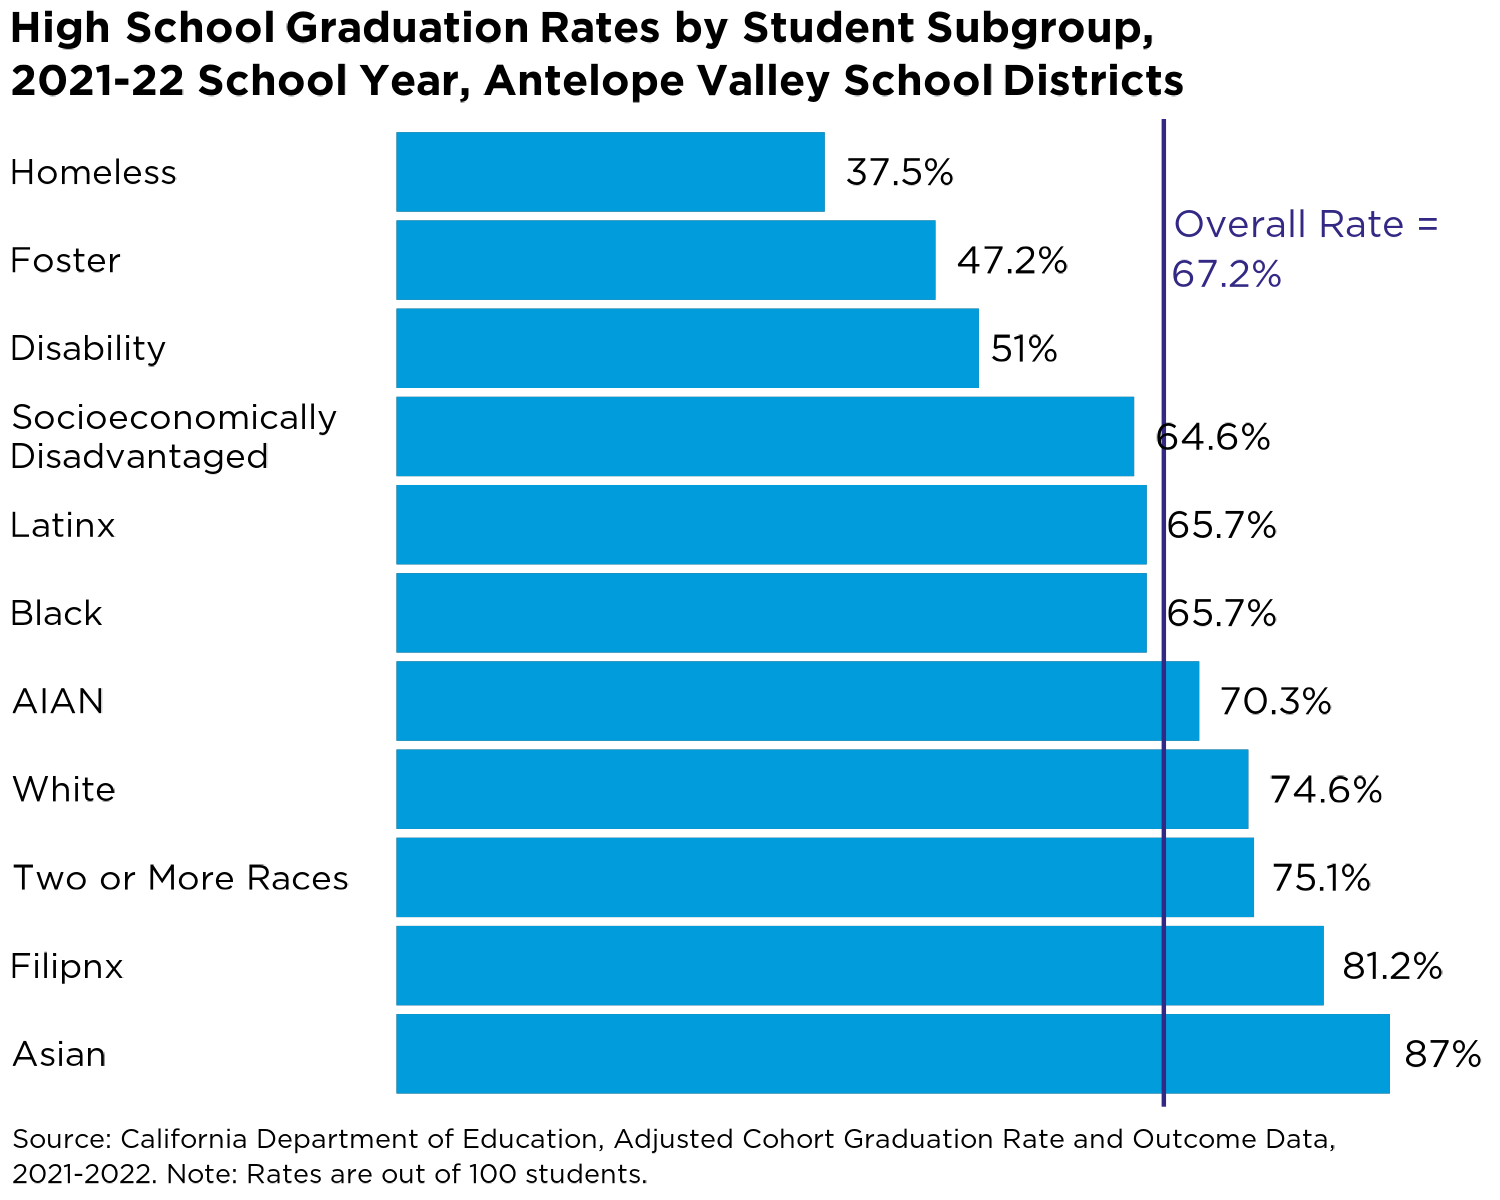 High School Graduation Rates by Student Subgroup,
2021-22 School Year, Antelope Valley School Districts
Homeless
37.5%
Overall Rate =
67.2%
Foster
47.2%
Disability
51%
Socioeconomically
Disadvantaged
64.6%
Latinx
65.7%
Black
65.7%
AIAN
70.3%
White
74.6%
Two or More Races
75.1%
Filipnx
81.2%
Asian
87%
Source: California Department of Education, Adjusted Cohort Graduation Rate and Outcome Data,
2021-2022. Note: Rates are out of 100 students.